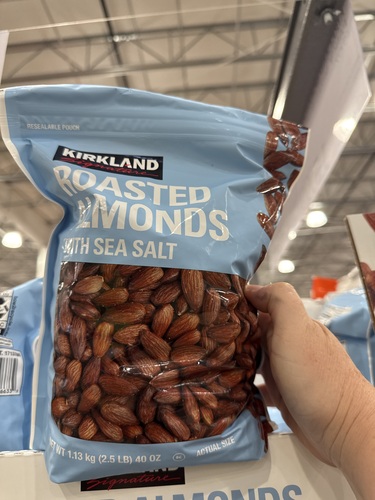 RESEALABLE POUCH
KIRKLAND
Signature
ROASTED
ALMONDS
WITH SEA SALT
NET WT 1.13 kg (2.5 LB) 40 OZ
ACTUAL SIZE
KIRKLAND
Signature
ALMONDS